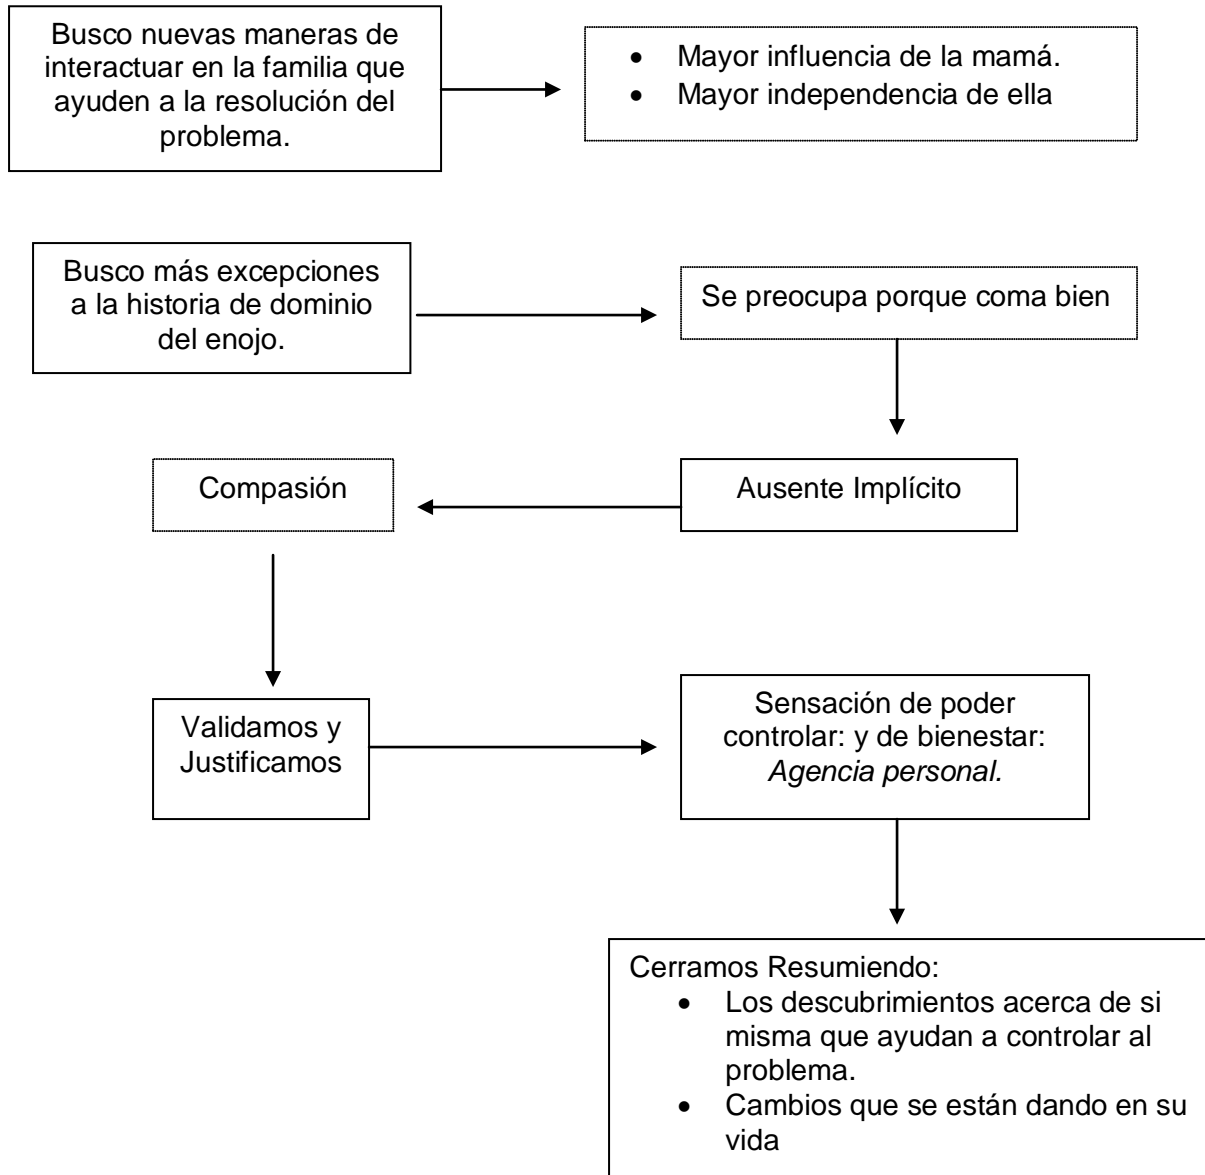 Busco nuevas maneras de
interactuar en la familia que
ayuden a la resolución del
problema.
• Mayor influencia de la mamá.
• Mayor independencia de ella
Busco más excepciones
a la historia de dominio
del enojo.
Se preocupa porque coma bien
Compasión
Ausente Implícito
Validamos y
Justificamos
Sensación de poder
controlar: y de bienestar:
Agencia personal.
Cerramos Resumiendo:
• Los descubrimientos acerca de si
misma que ayudan a controlar al
problema.
• Cambios que se están dando en su
vida